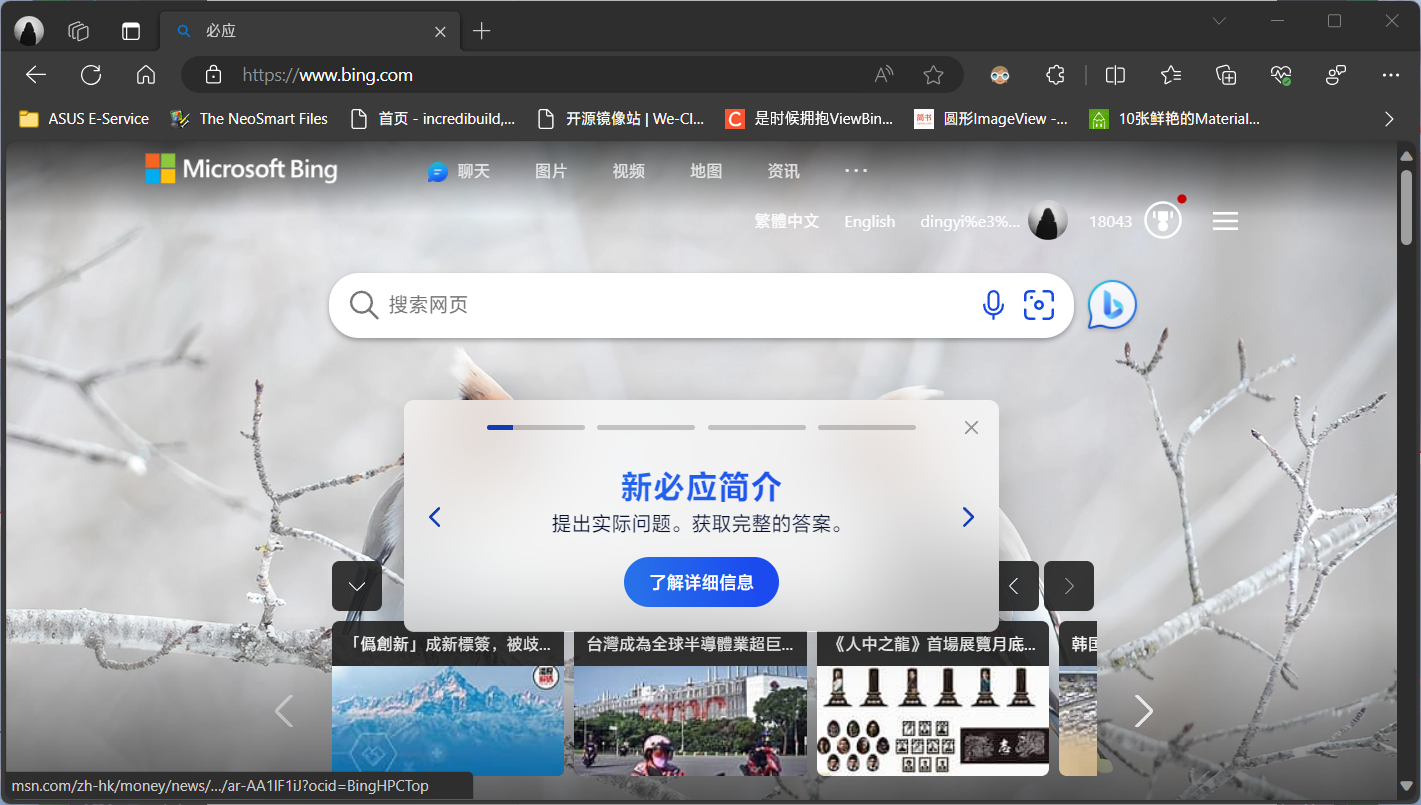 必应
https://www.bing.com
ASUS E-Service
The NeoSmart Files
首页 - incredibuild,...
开源镜像站 | We-Cl...
是时候拥抱ViewBin...
圆形ImageView -...
10张鲜艳的Material...
Microsoft Bing
聊天
图片
视频
地图
资讯
繁體中文
English
dingyi%e3%...
18043
搜索网页
新必应简介
提出实际问题。获取完整的答案。
了解详细信息
「僞創新」成新標簽，被歧...
台灣成為全球半導體業超巨...
《人中之龍》首場展覽月底...
韩国
msn.com/zh-hk/money/news/.../ar-AA1IF1iJ?ocid=BingHPCTop